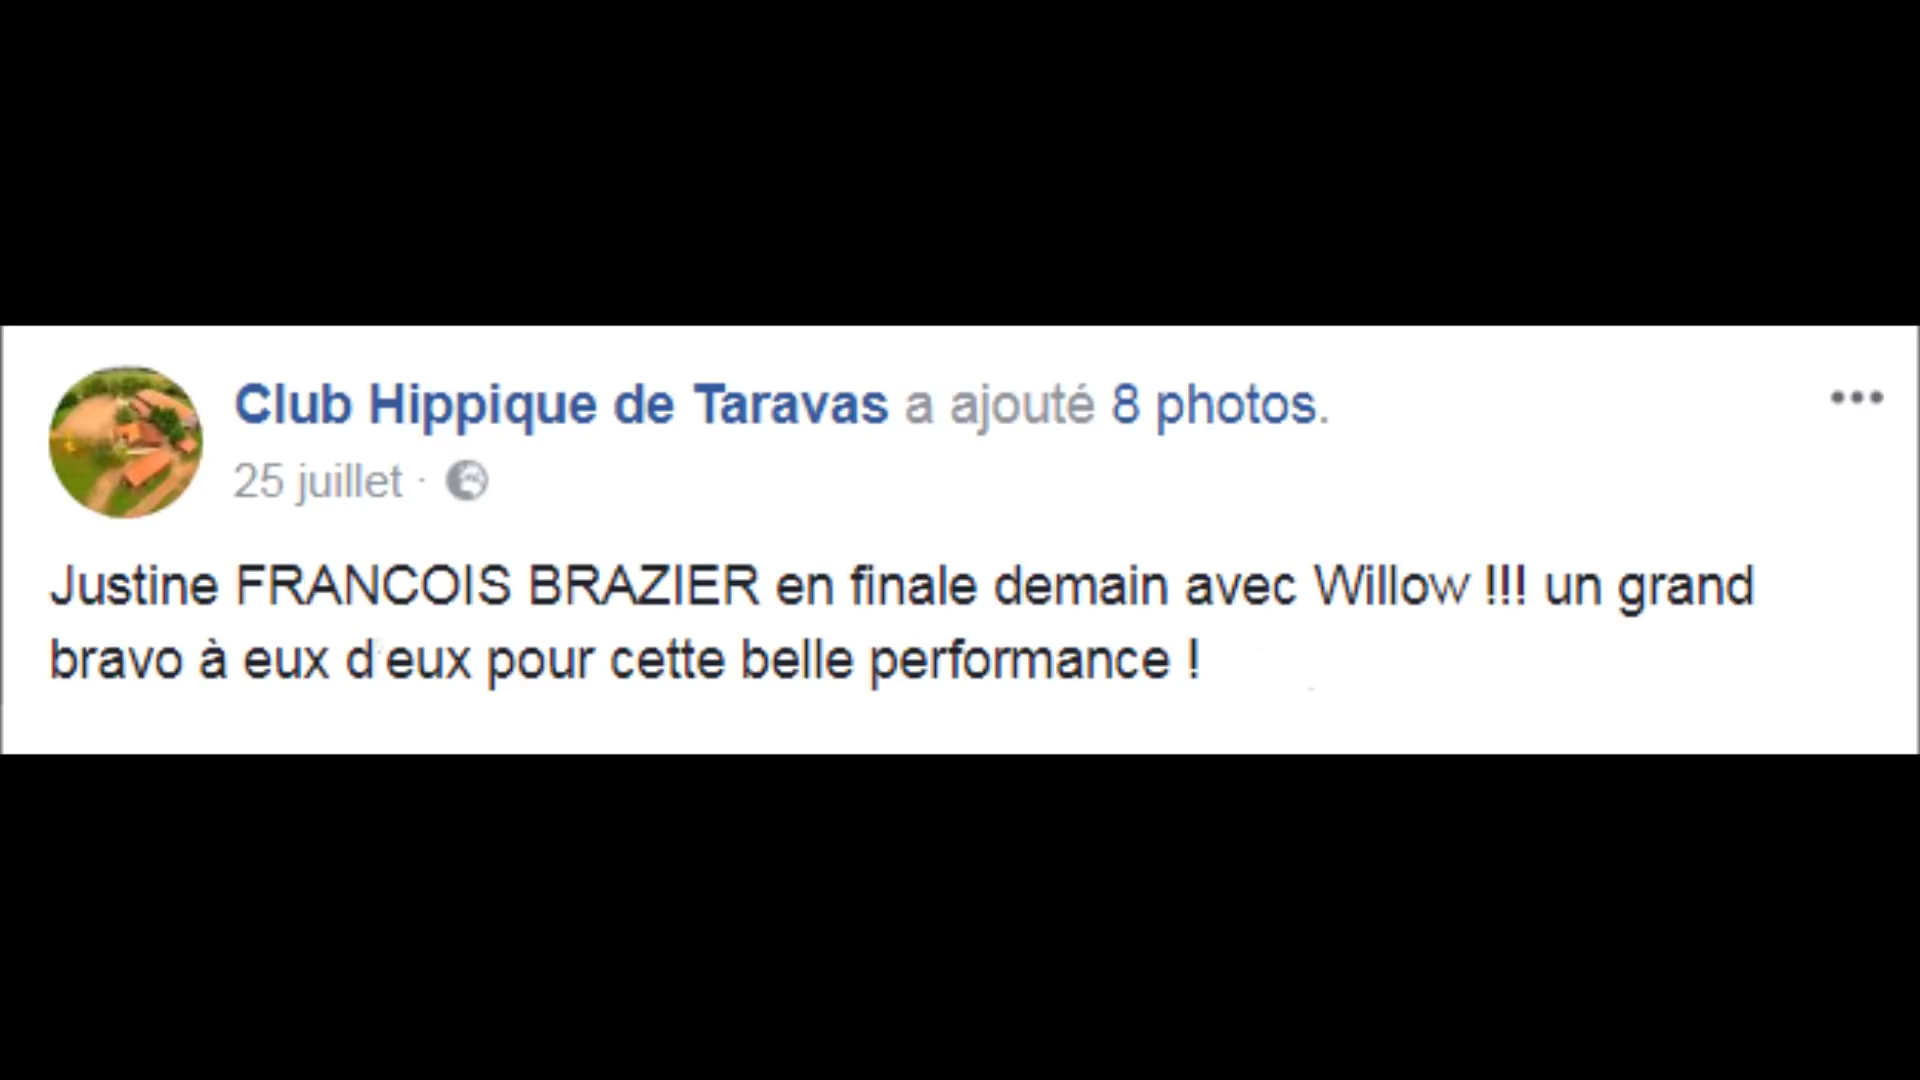 Club Hippique de Taravas a ajouté 8 photos.
25 juillet ·
Justine FRANCOIS BRAZIER en finale demain avec Willow !!! un grand
bravo à eux d'eux pour cette belle performance !